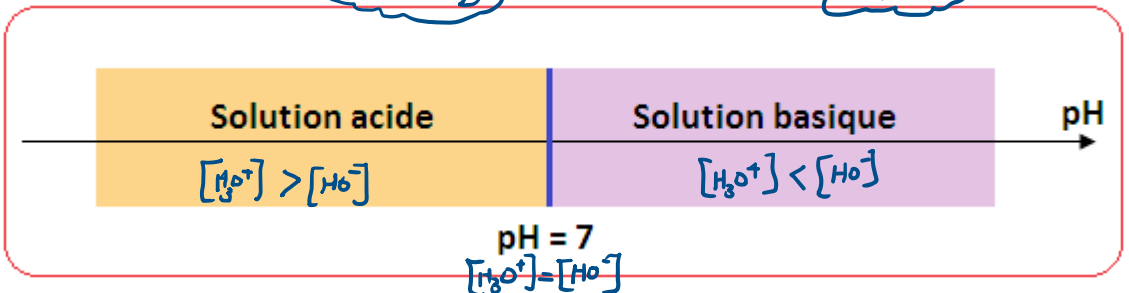 Solution acide
Solution basique
pH
[H₃O⁺] > [HO⁻]
[H₃O⁺] < [HO⁻]
pH = 7
[H₃O⁺] = [HO⁻]